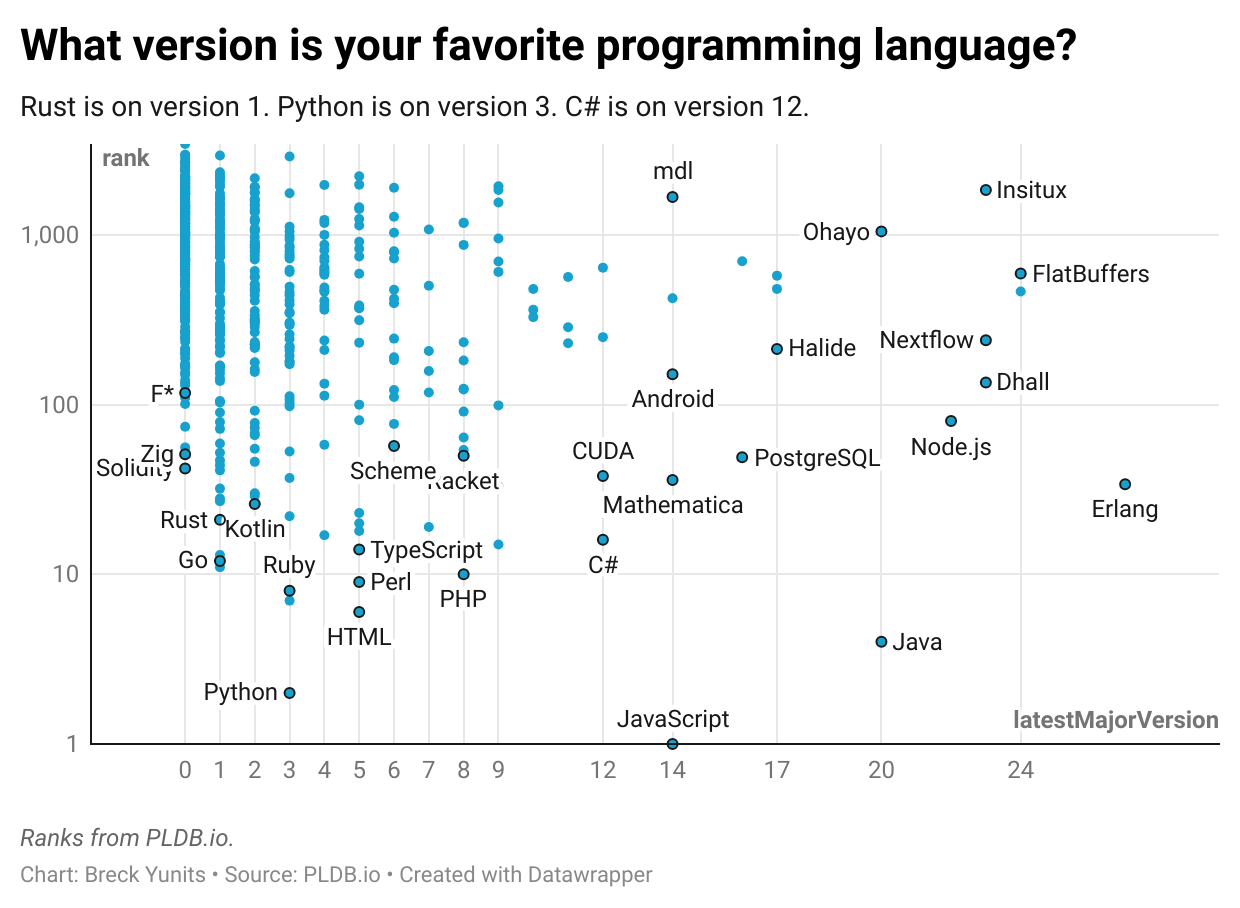 What version is your favorite programming language?
Rust is on version 1. Python is on version 3. C# is on version 12.
rank
mdl
Insitux
1,000
Ohayo
FlatBuffers
Nextflow
Halide
Dhall
Android
F*
100
Node.js
CUDA
Zig
PostgreSQL
Solidity
Scheme
Racket
Mathematica
Erlang
Rust
Kotlin
TypeScript
Go
Ruby
C#
10
Perl
PHP
HTML
Java
Python
JavaScript
latestMajorVersion
1
0 1 2 3 4 5 6 7 8 9 12 14 17 20 24
Ranks from PLDB.io.
Chart: Breck Yunits • Source: PLDB.io • Created with Datawrapper